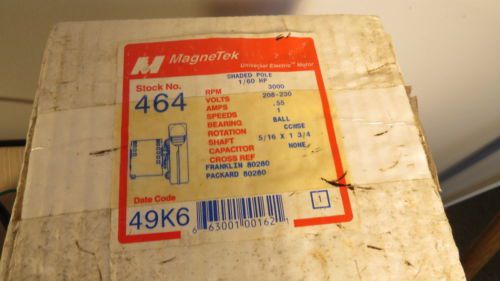 M MagneTek
Universal Electric™ Motor
Stock No.
464
SHADED POLE
1/60 HP
RPM 3000
VOLTS 208-230
AMPS .55
SPEEDS 1
BEARING BALL
ROTATION CCWSE
SHAFT 5/16 X 1 3/4
CAPACITOR NONE
CROSS REF
FRANKLIN 80280
PACKARD 80280
Date Code
49K6
6 63001 00162 1
1